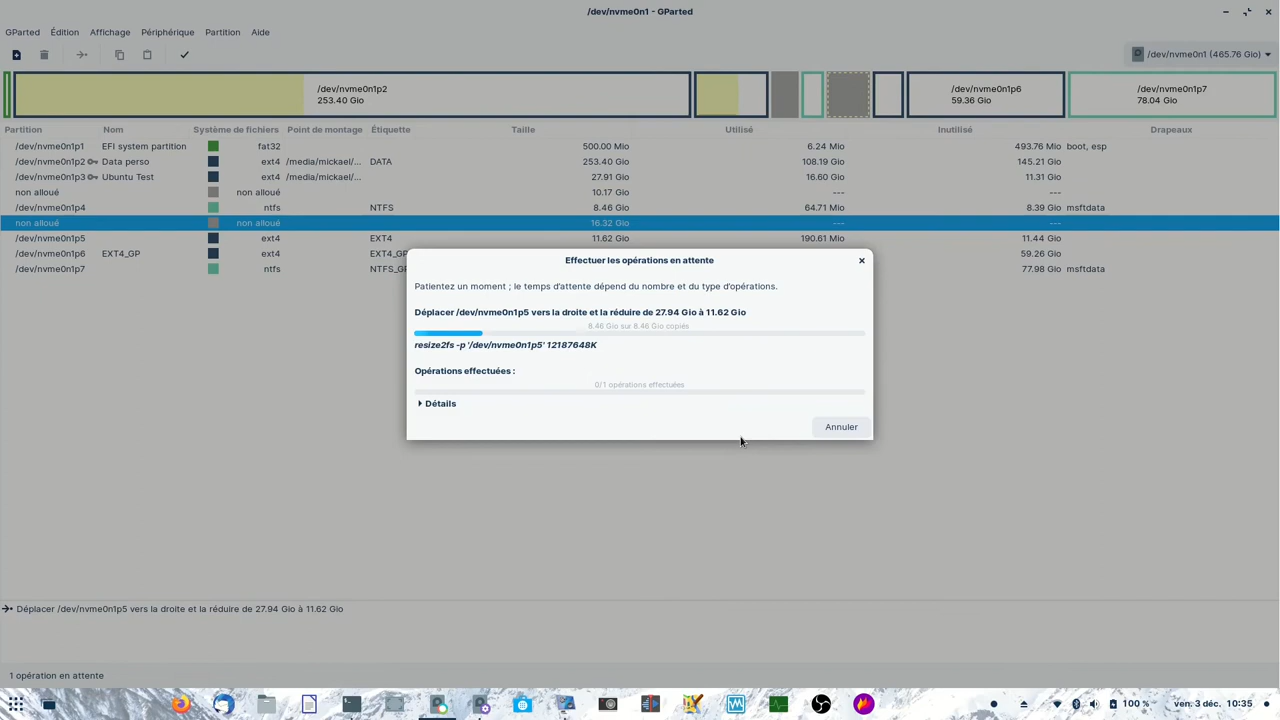 /dev/nvme0n1 - GParted
GParted Édition Affichage Périphérique Partition Aide
/dev/nvme0n1 (465.76 Gio)
/dev/nvme0n1p2
253.40 Gio
/dev/nvme0n1p6
59.36 Gio
/dev/nvme0n1p7
78.04 Gio
Partition Nom Système de fichiers Point de montage Étiquette Taille Utilisé Inutilisé Drapeaux
/dev/nvme0n1p1 EFI system partition fat32 500.00 Mio 6.24 Mio 493.76 Mio boot, esp
/dev/nvme0n1p2 Data perso ext4 /media/mickael/... DATA 253.40 Gio 108.19 Gio 145.21 Gio
/dev/nvme0n1p3 Ubuntu Test ext4 /media/mickael/... 27.91 Gio 16.60 Gio 11.31 Gio
non alloué non alloué 10.17 Gio --- ---
/dev/nvme0n1p4 ntfs NTFS 8.46 Gio 64.71 Mio 8.39 Gio msftdata
non alloué non alloué 16.32 Gio --- ---
/dev/nvme0n1p5 ext4 EXT4 11.62 Gio 190.61 Mio 11.44 Gio
/dev/nvme0n1p6 EXT4_GP ext4 EXT4_GP 59.26 Gio
/dev/nvme0n1p7 ntfs NTFS_GP 77.98 Gio msftdata
Effectuer les opérations en attente
Patientez un moment ; le temps d'attente dépend du nombre et du type d'opérations.
Déplacer /dev/nvme0n1p5 vers la droite et la réduire de 27.94 Gio à 11.62 Gio
8.46 Gio sur 8.46 Gio copiés
resize2fs -p '/dev/nvme0n1p5' 12187648K
Opérations effectuées :
0/1 opérations effectuées
Détails
Annuler
Déplacer /dev/nvme0n1p5 vers la droite et la réduire de 27.94 Gio à 11.62 Gio
1 opération en attente
100 % ven. 3 déc. 10:35